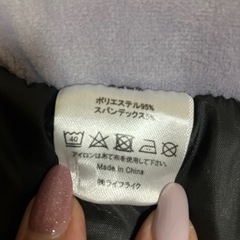 ポリエステル95%
スパンデックス5%
40
アイロンはあて布を使用して下さい
Made In China
㈱ライフライク